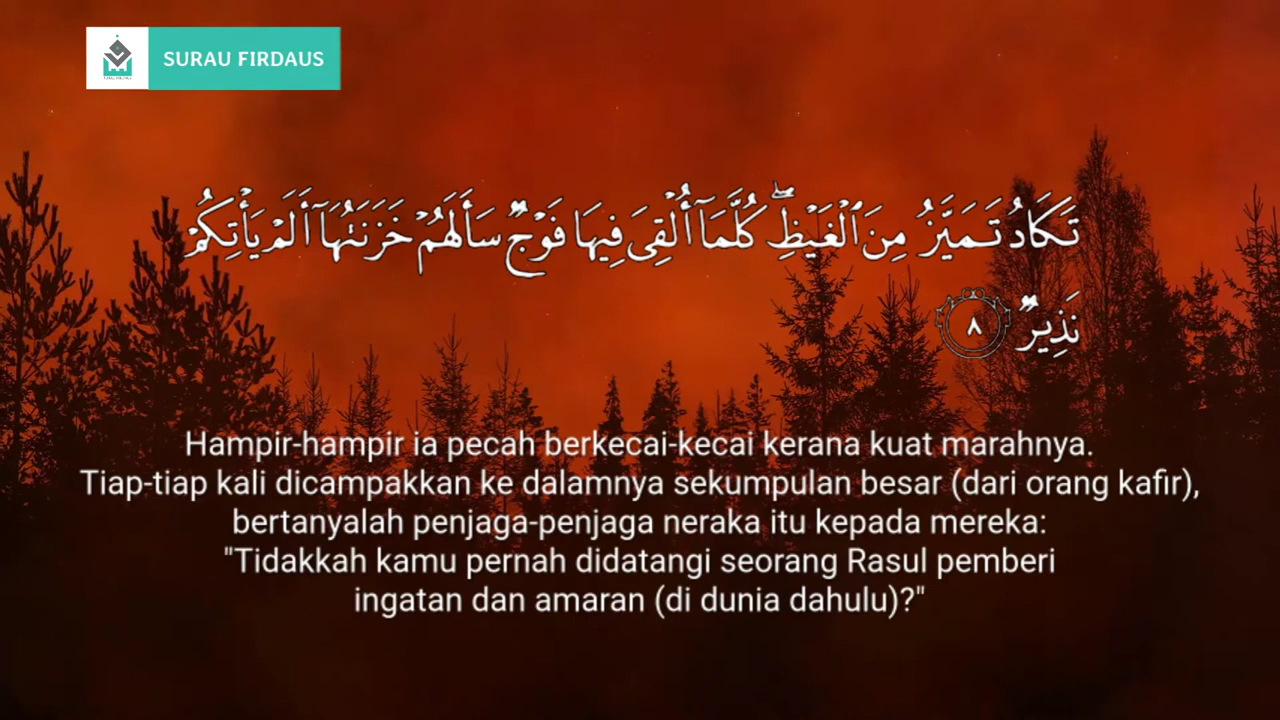 SURAU FIRDAUS
تَكَادُ تَمَيَّزُ مِنَ ٱلْغَيْظِ ۖ كُلَّمَآ أُلْقِىَ فِيهَا فَوْجٌ سَأَلَهُمْ خَزَنَتُهَآ أَلَمْ يَأْتِكُمْ
نَذِيرٌ ٨
Hampir-hampir ia pecah berkecai-kecai kerana kuat marahnya.
Tiap-tiap kali dicampakkan ke dalamnya sekumpulan besar (dari orang kafir),
bertanyalah penjaga-penjaga neraka itu kepada mereka:
"Tidakkah kamu pernah didatangi seorang Rasul pemberi
ingatan dan amaran (di dunia dahulu)?"